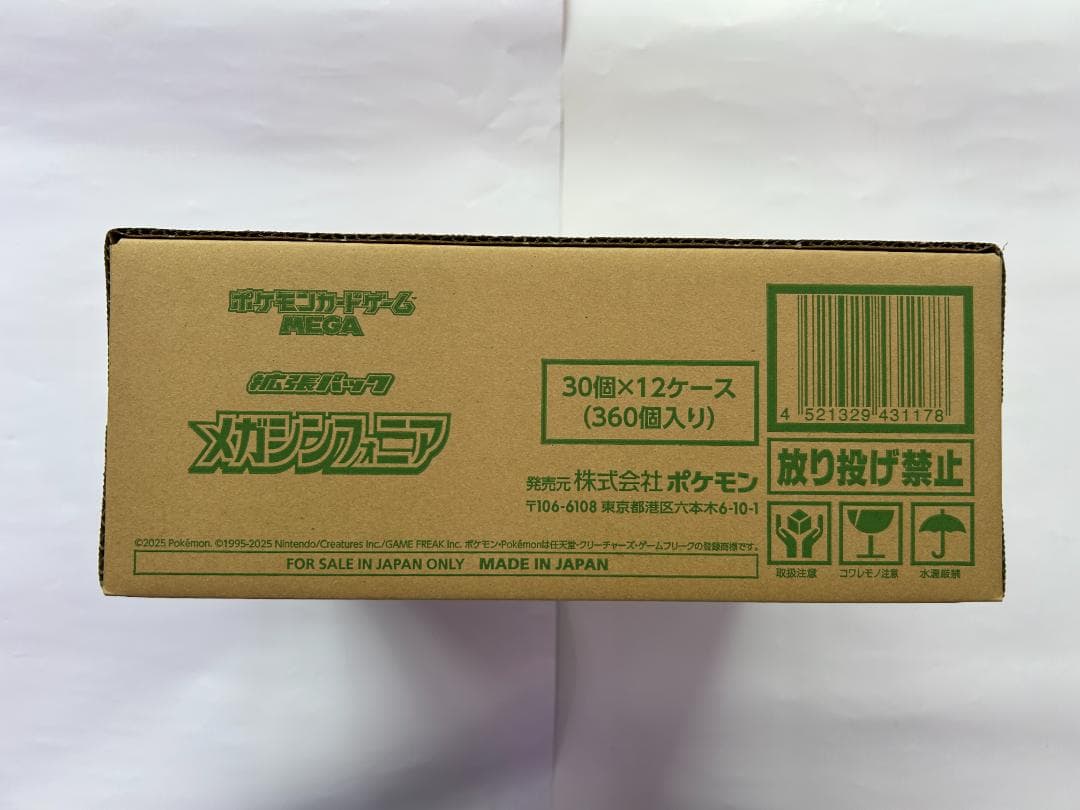 ポケモンカードゲーム
MEGA
拡張パック
メガシンフォニア
30個×12ケース
(360個入り)
発売元 株式会社 ポケモン
〒106-6108 東京都港区六本木6-10-1
4 521329 431178
放り投げ禁止
取扱注意
コワレモノ注意
水濡厳禁
©2025 Pokémon. ©1995-2025 Nintendo/Creatures Inc./GAME FREAK Inc. ポケモン・Pokémonは任天堂・クリーチャーズ・ゲームフリークの登録商標です。
FOR SALE IN JAPAN ONLY MADE IN JAPAN